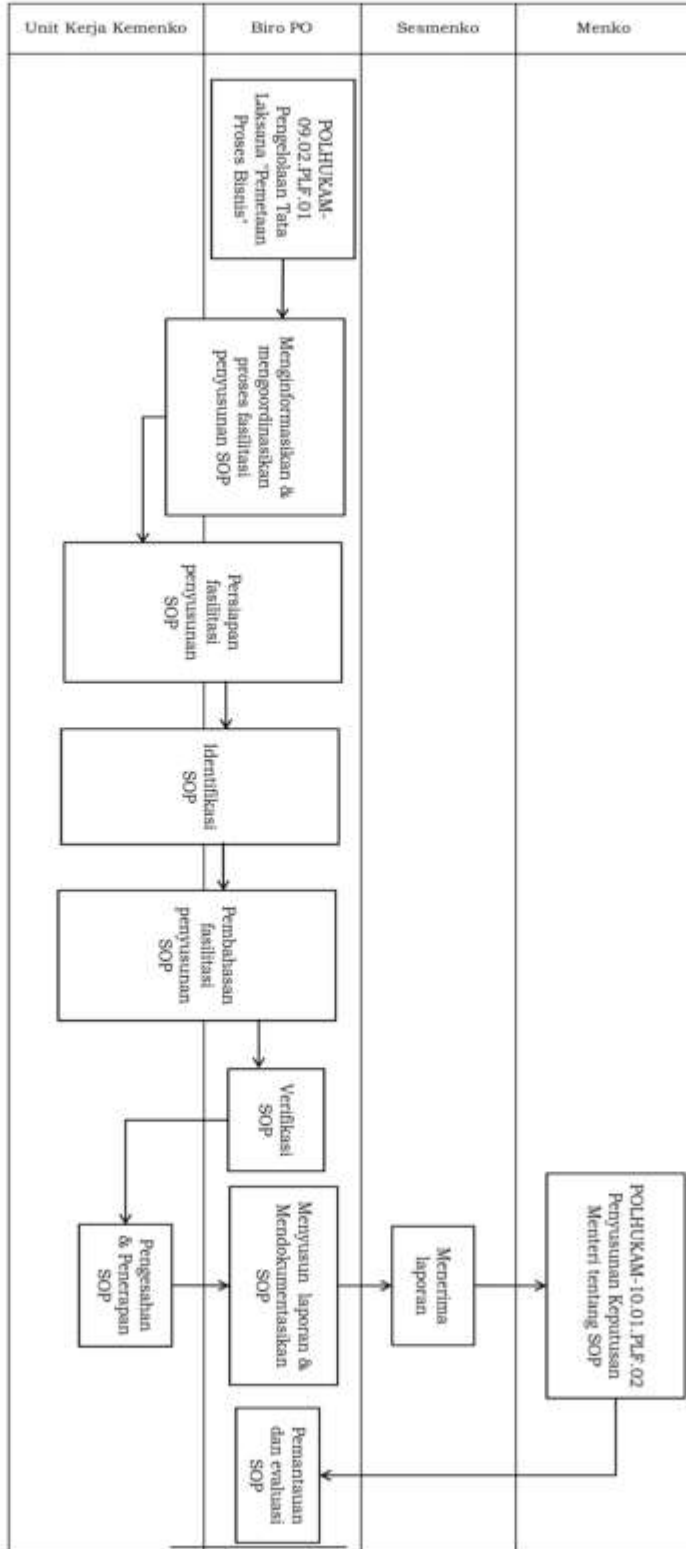 Unit Kerja Kemenko
Biro PO
Sesmenko
Menko
POLHUKAM-
09.02.PLF.01
Pengelolaan Tata
Laksana "Pemetaan
Proses Bisnis"
Menginformasikan &
mengoordinasikan
proses fasilitasi
penyusunan SOP
Persiapan
fasilitasi
penyusunan
SOP
Identifikasi
SOP
Pembahasan
fasilitasi
penyusunan
SOP
Verifikasi
SOP
Pengesahan
& Penerapan
SOP
Menyusun laporan &
Mendokumentasikan
SOP
Menerima
laporan
POLHUKAM-10.01.PLF.02
Penyusunan Keputusan
Menteri tentang SOP
Pemantauan
dan evaluasi
SOP